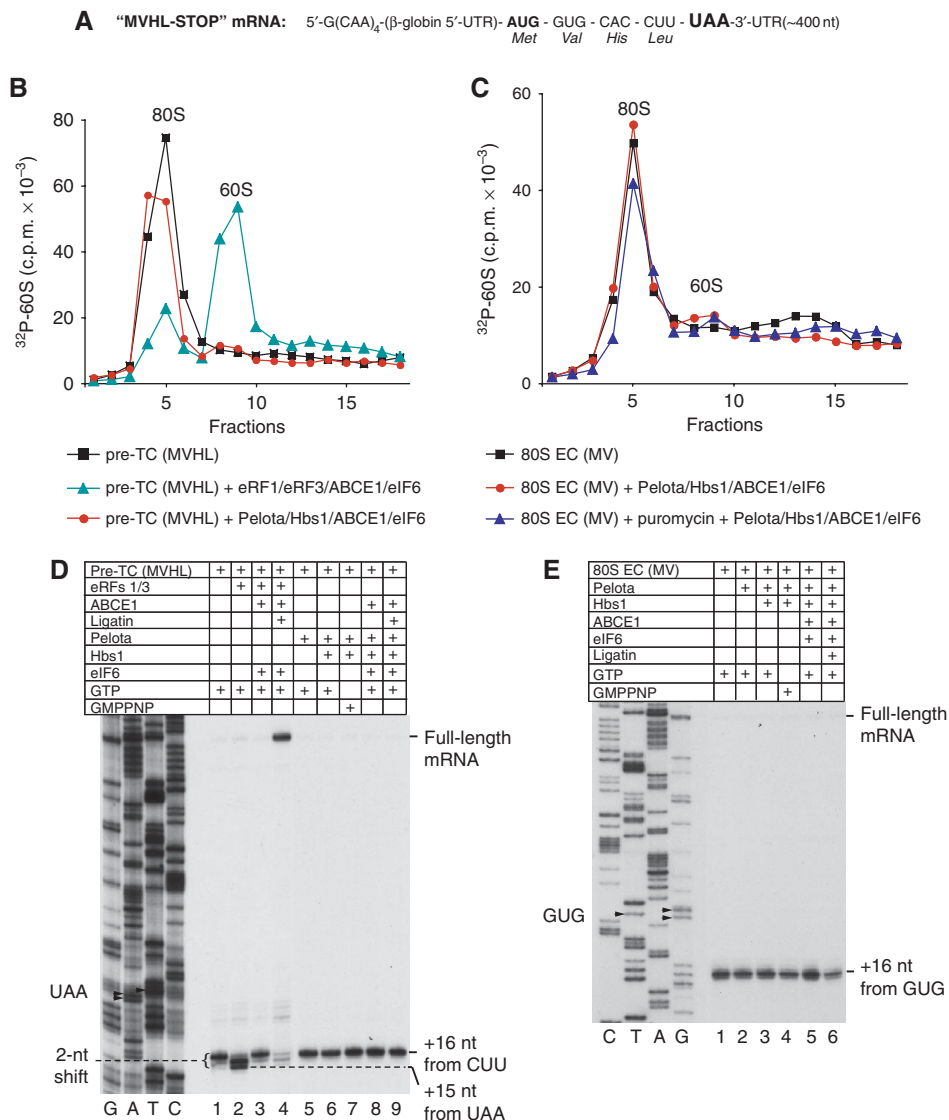 A “MVHL-STOP” mRNA: 5′-G(CAA)4-(β-globin 5′-UTR)- AUG - GUG - CAC - CUU - UAA-3′-UTR(~400 nt)
Met Val His Leu
B
80
60
40
20
0
32P-60S (c.p.m. × 10−3)
80S
60S
5 10 15
Fractions
pre-TC (MVHL)
pre-TC (MVHL) + eRF1/eRF3/ABCE1/eIF6
pre-TC (MVHL) + Pelota/Hbs1/ABCE1/eIF6
C
60
40
20
0
32P-60S (c.p.m. × 10−3)
80S
60S
5 10 15
Fractions
80S EC (MV)
80S EC (MV) + Pelota/Hbs1/ABCE1/eIF6
80S EC (MV) + puromycin + Pelota/Hbs1/ABCE1/eIF6
D
Pre-TC (MVHL) + + + + + + + + +
eRFs 1/3 + + +
ABCE1 + + + +
Ligatin + +
Pelota + + + + +
Hbs1 + + + +
eIF6 + + + +
GTP + + + + + + + +
GMPPNP +
Full-length
mRNA
UAA
2-nt
shift
+16 nt
from CUU
+15 nt
from UAA
G A T C 1 2 3 4 5 6 7 8 9
E
80S EC (MV) + + + + + +
Pelota + + + + +
Hbs1 + + + +
ABCE1 + +
eIF6 + +
Ligatin +
GTP + + + + +
GMPPNP +
Full-length
mRNA
GUG
+16 nt
from GUG
C T A G 1 2 3 4 5 6